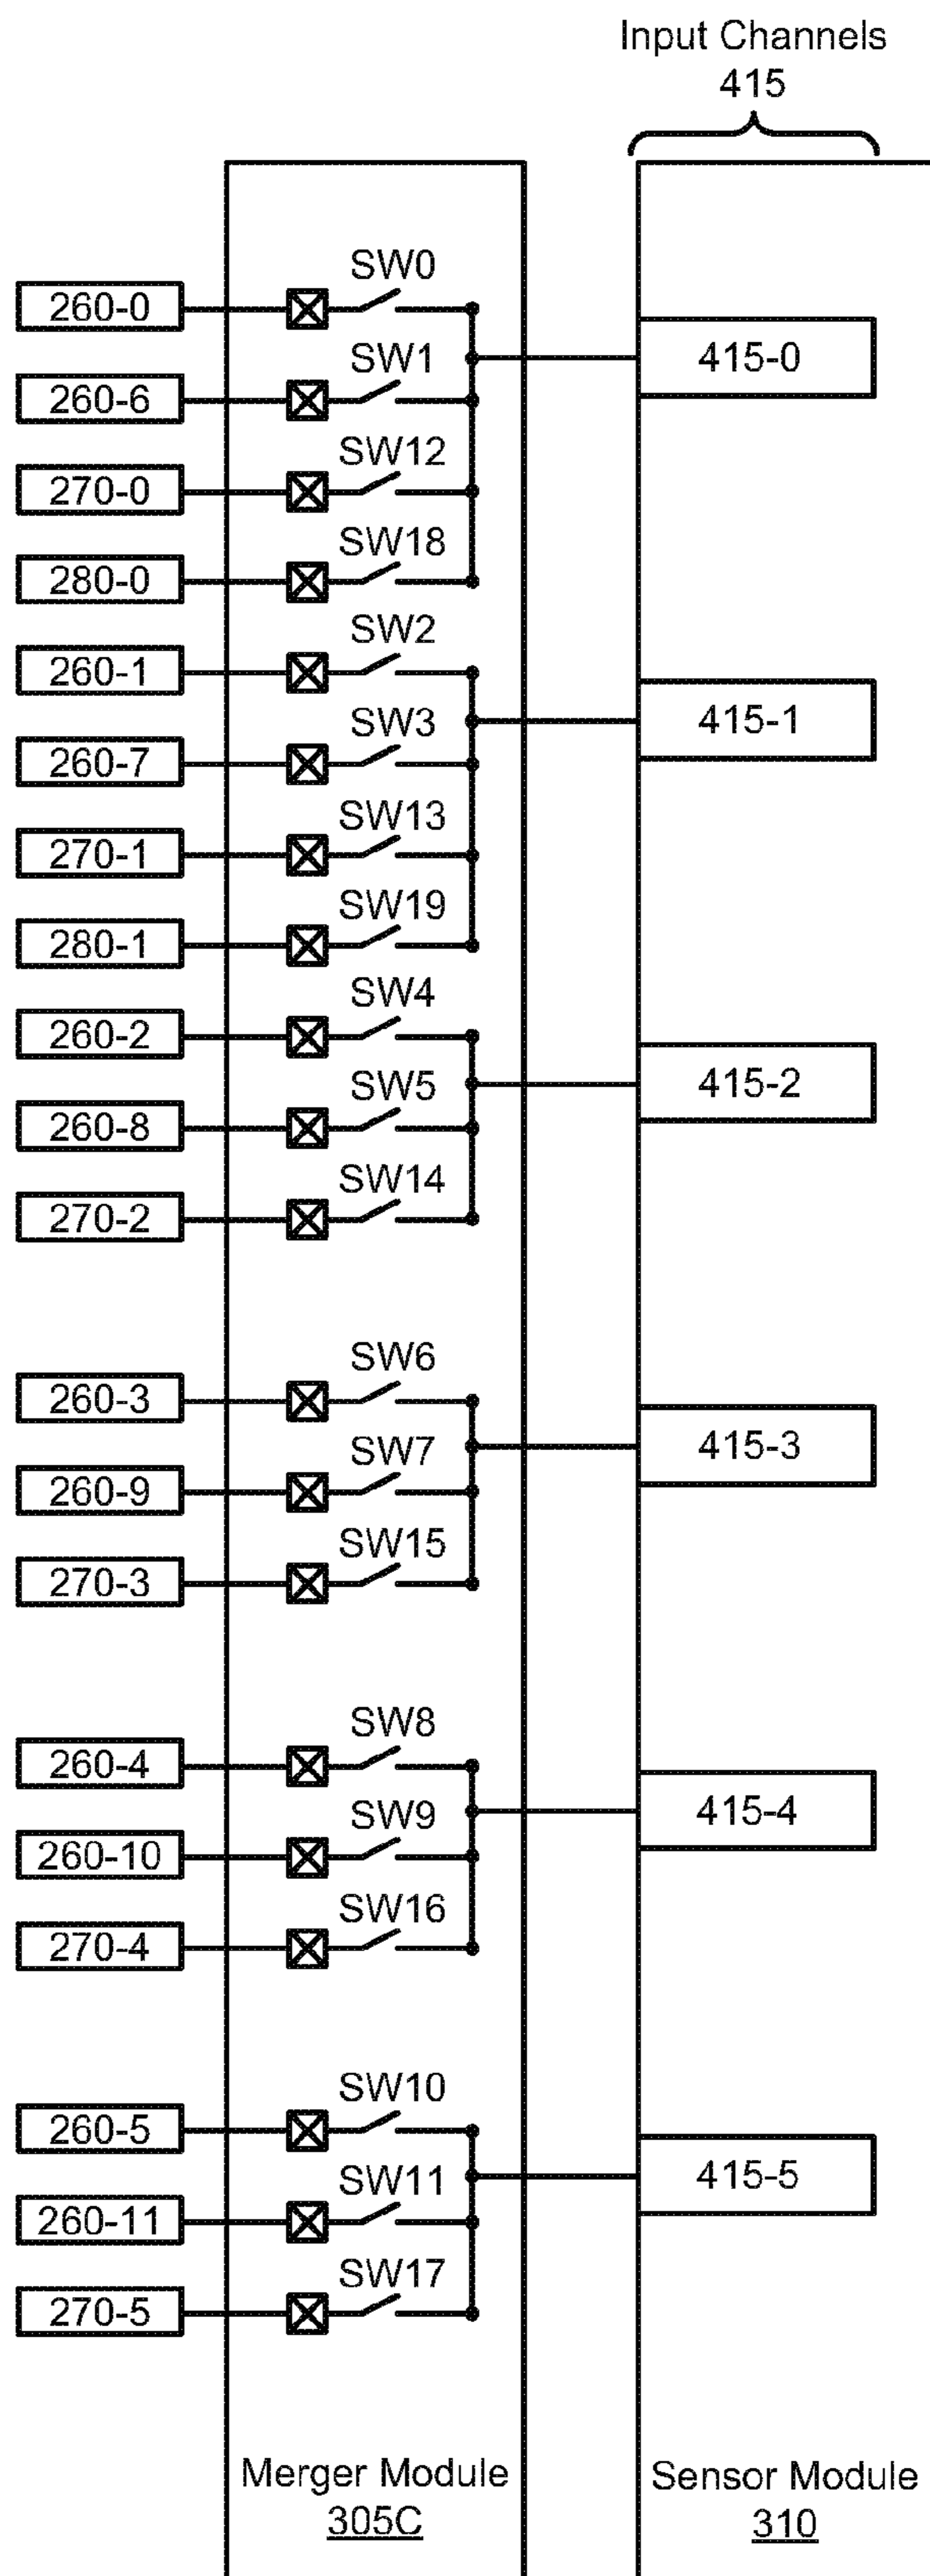 Input Channels
415
SW0
260-0
415-0
SW1
260-6
SW12
270-0
SW18
280-0
SW2
260-1
415-1
SW3
260-7
SW13
270-1
SW19
280-1
SW4
260-2
415-2
SW5
260-8
SW14
270-2
SW6
260-3
415-3
SW7
260-9
SW15
270-3
SW8
260-4
415-4
SW9
260-10
SW16
270-4
SW10
260-5
415-5
SW11
260-11
SW17
270-5
Merger Module
305C
Sensor Module
310